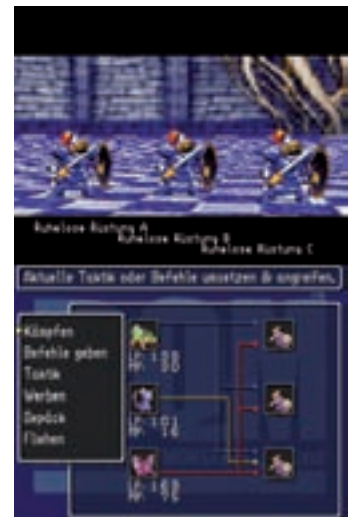 Ruhelose Rüstung A
Ruhelose Rüstung B
Ruhelose Rüstung C
Aktuelle Taktik oder Befehle umsetzen & angreifen.
Kämpfen
Befehle geben
Taktik
Werben
Gepäck
Fliehen